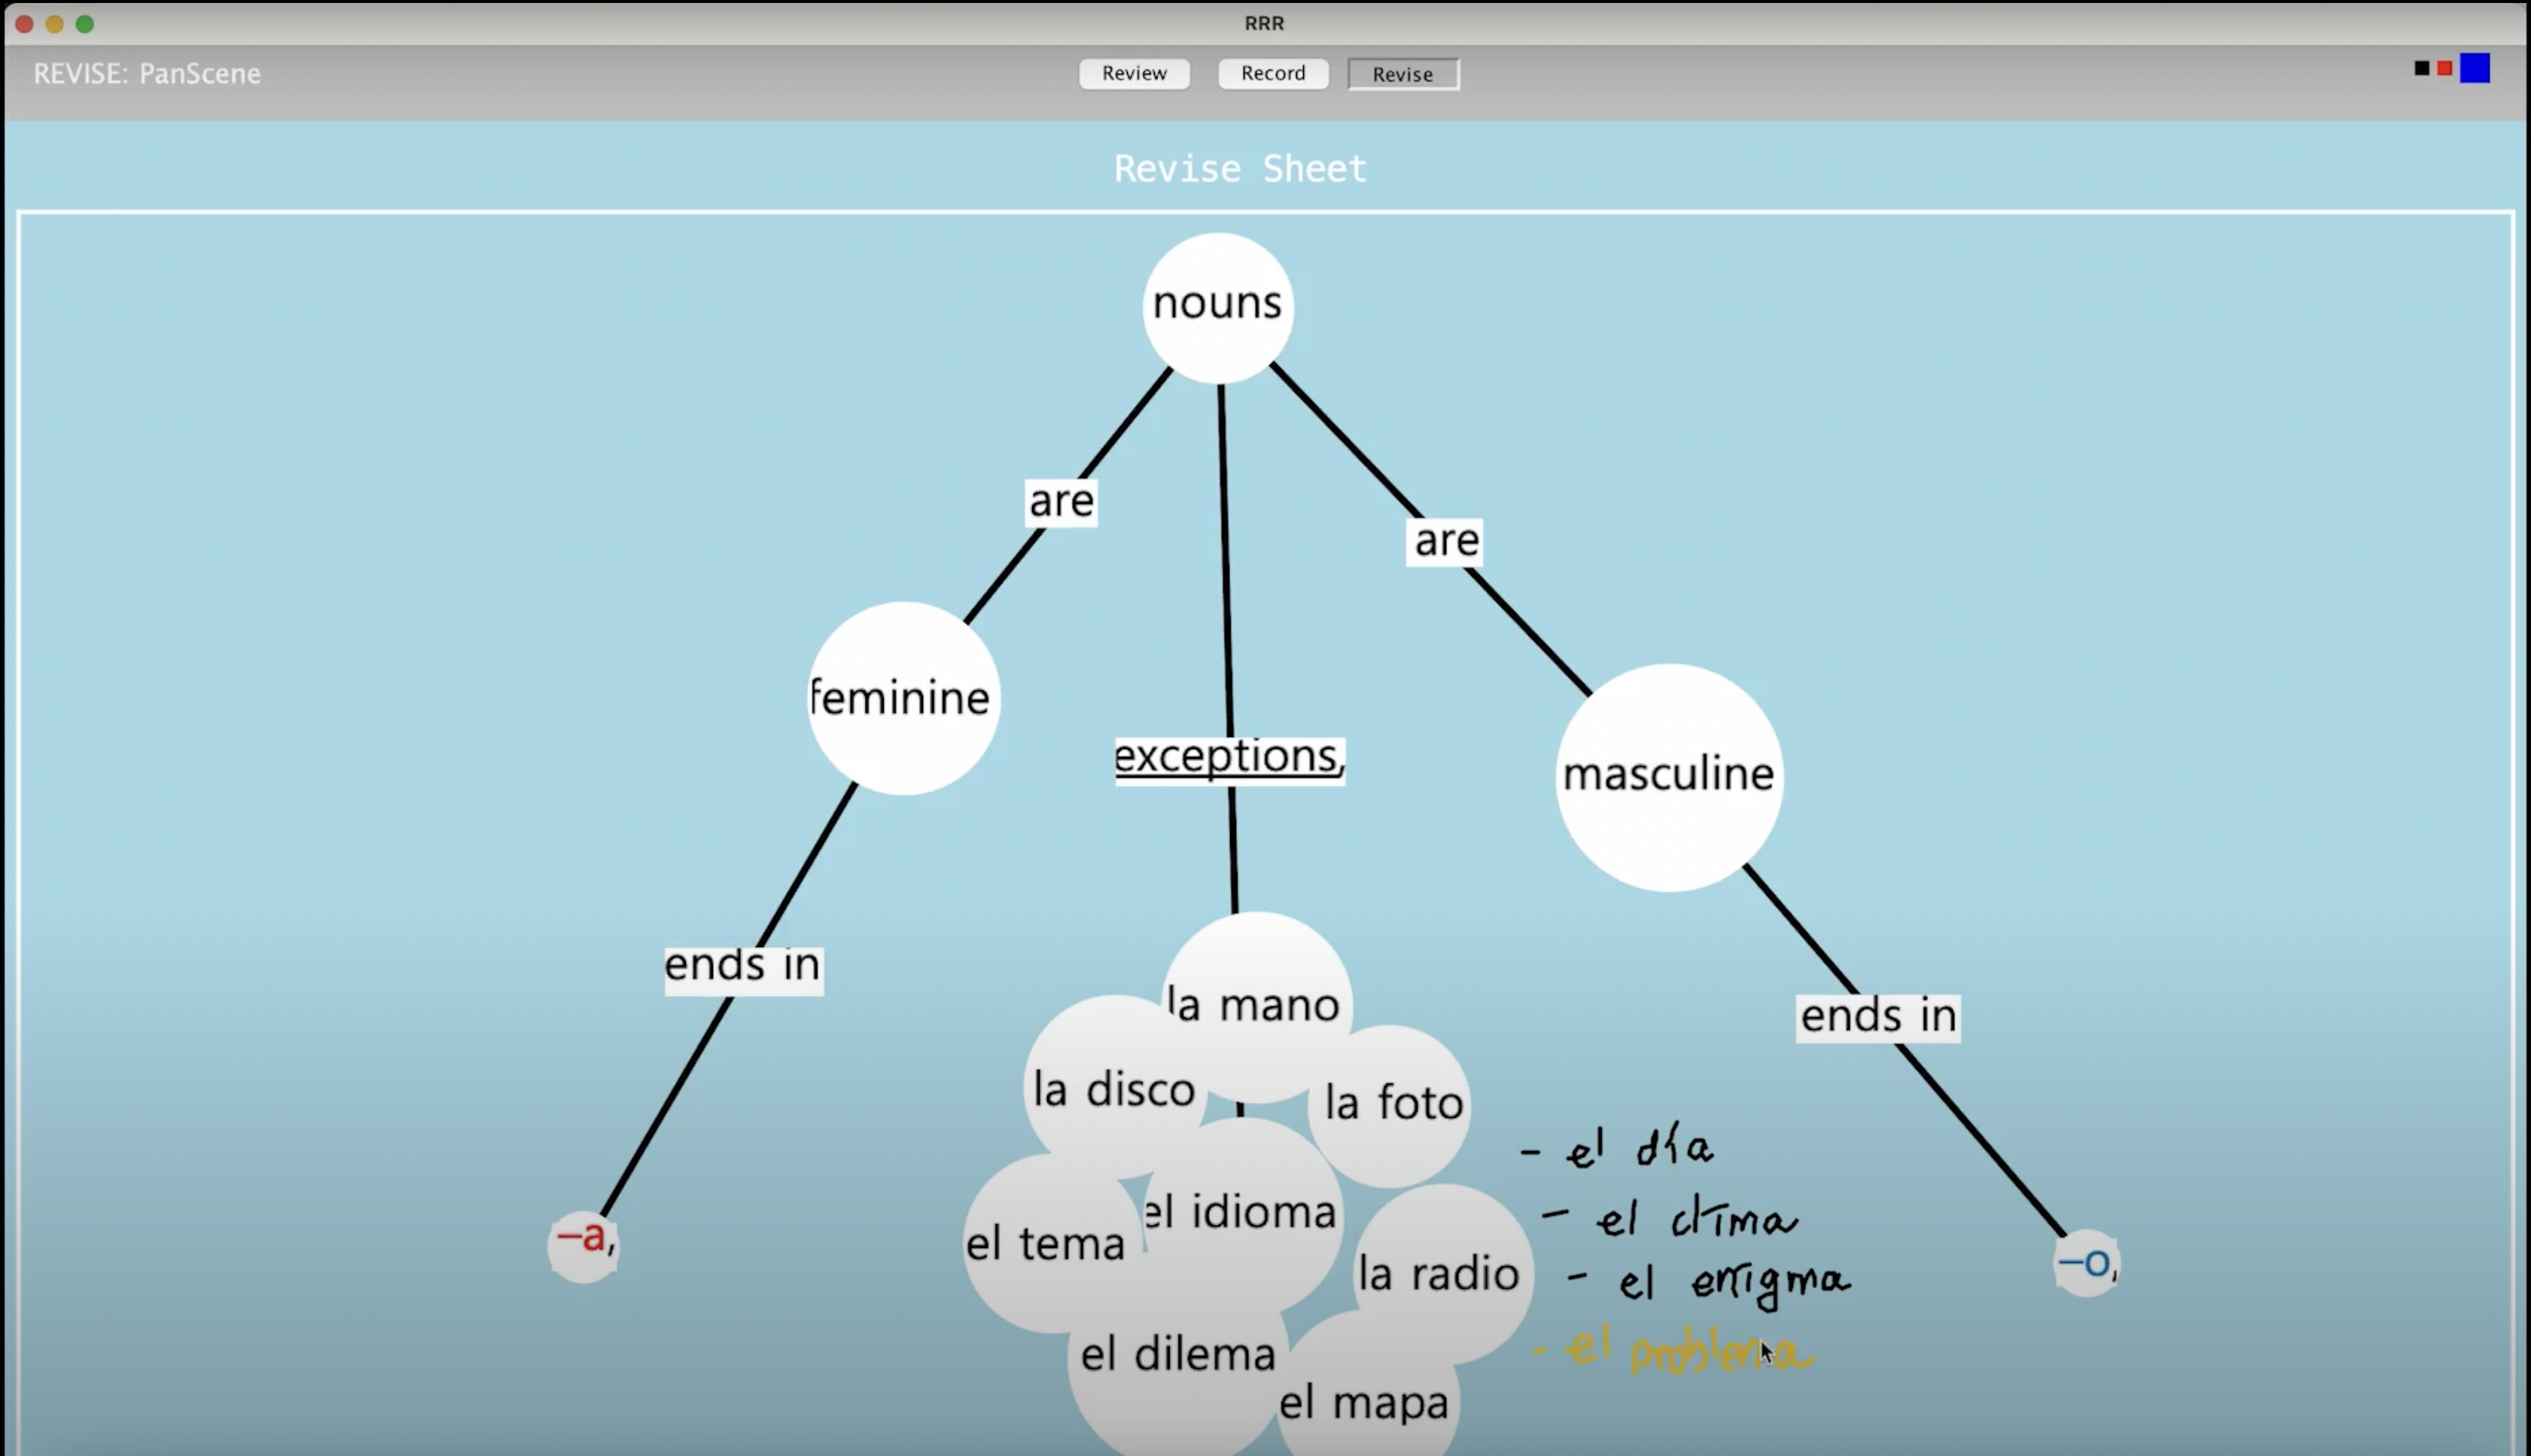 RRR
REVISE: PanScene
Review
Record
Revise
Revise Sheet
nouns
are
are
feminine
exceptions,
masculine
ends in
ends in
la mano
la disco
la foto
el idioma
el tema
la radio
el dilema
el mapa
–a,
–o,
- el día
- el clima
- el enigma
- el problema